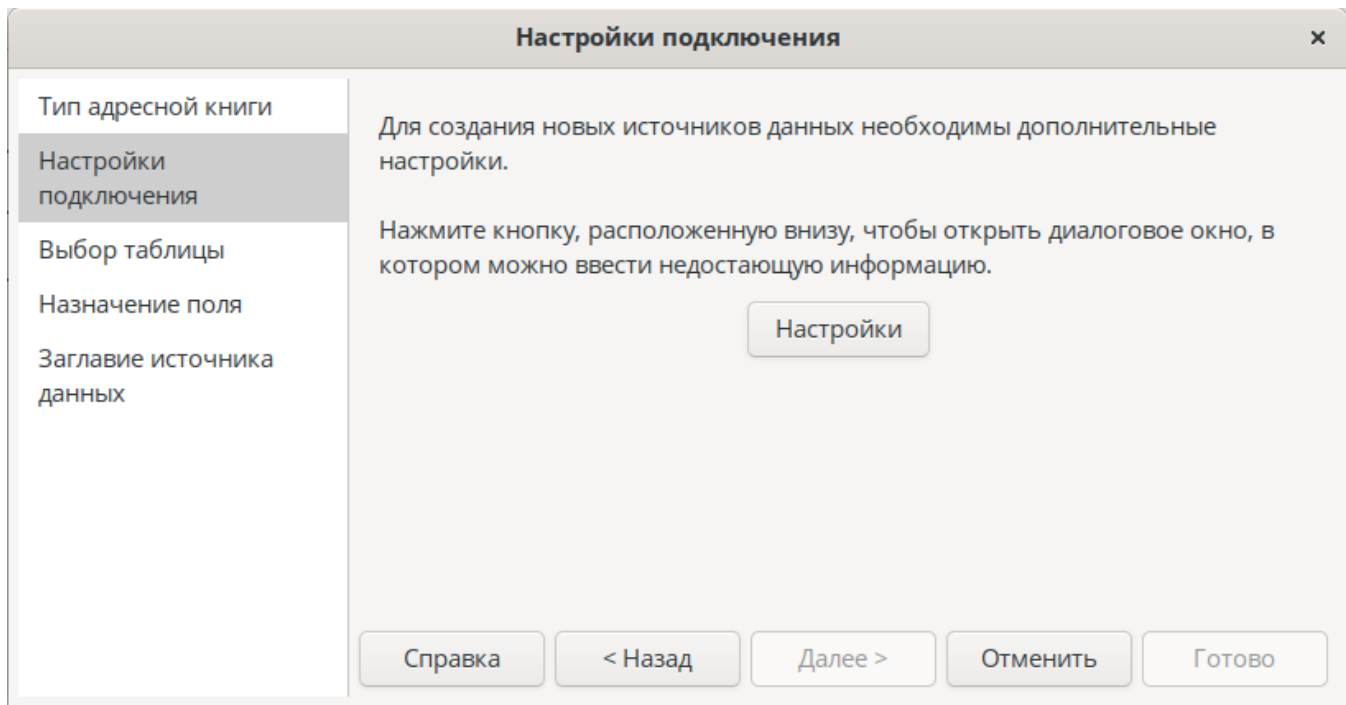 Настройки подключения
Тип адресной книги
Настройки
подключения
Выбор таблицы
Назначение поля
Заглавие источника
данных
Для создания новых источников данных необходимы дополнительные
настройки.
Нажмите кнопку, расположенную внизу, чтобы открыть диалоговое окно, в
котором можно ввести недостающую информацию.
Настройки
Справка
< Назад
Далее >
Отменить
Готово